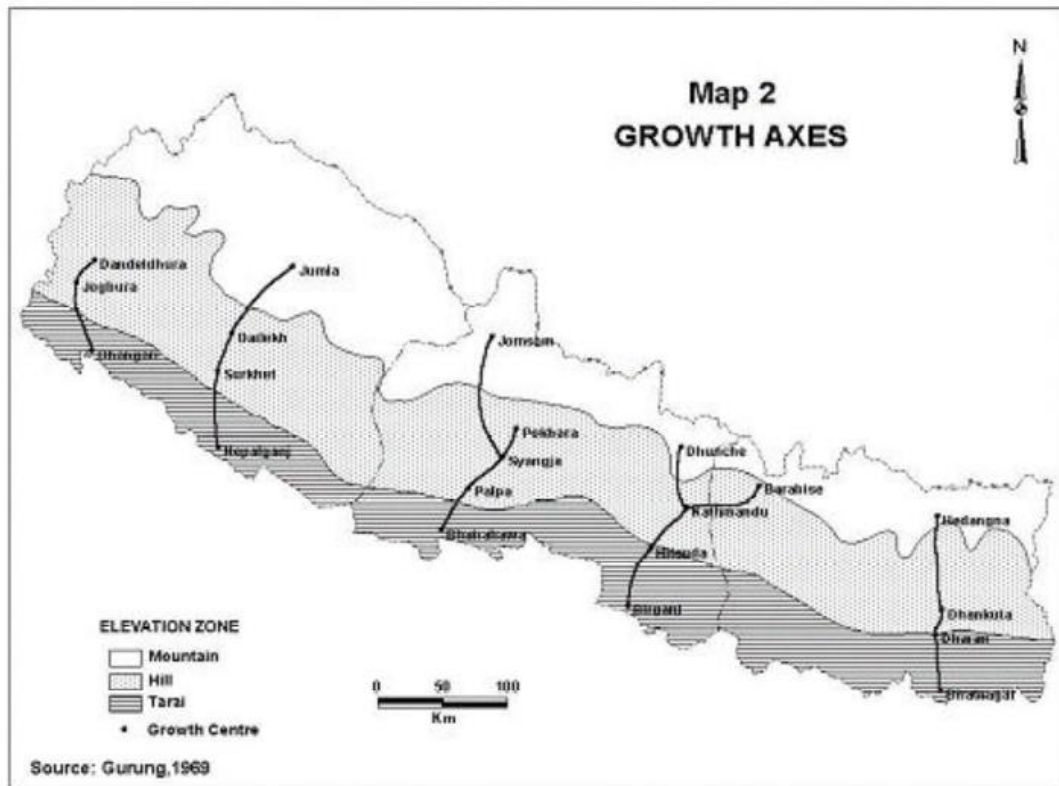 N
Map 2
GROWTH AXES
Dandeldhura
Jogbura
Jumla
Dhangari
Dailekh
Surkhet
Jomsom
Nepalganj
Pokhara
Syangja
Dhunche
Palpa
Barabise
Kathmandu
Bhairahawa
Hedangna
Hitauda
Birganj
Dhankuta
Dharan
Biratnagar
ELEVATION ZONE
Mountain
Hill
Tarai
Growth Centre
0 50 100
Km
Source: Gurung,1969